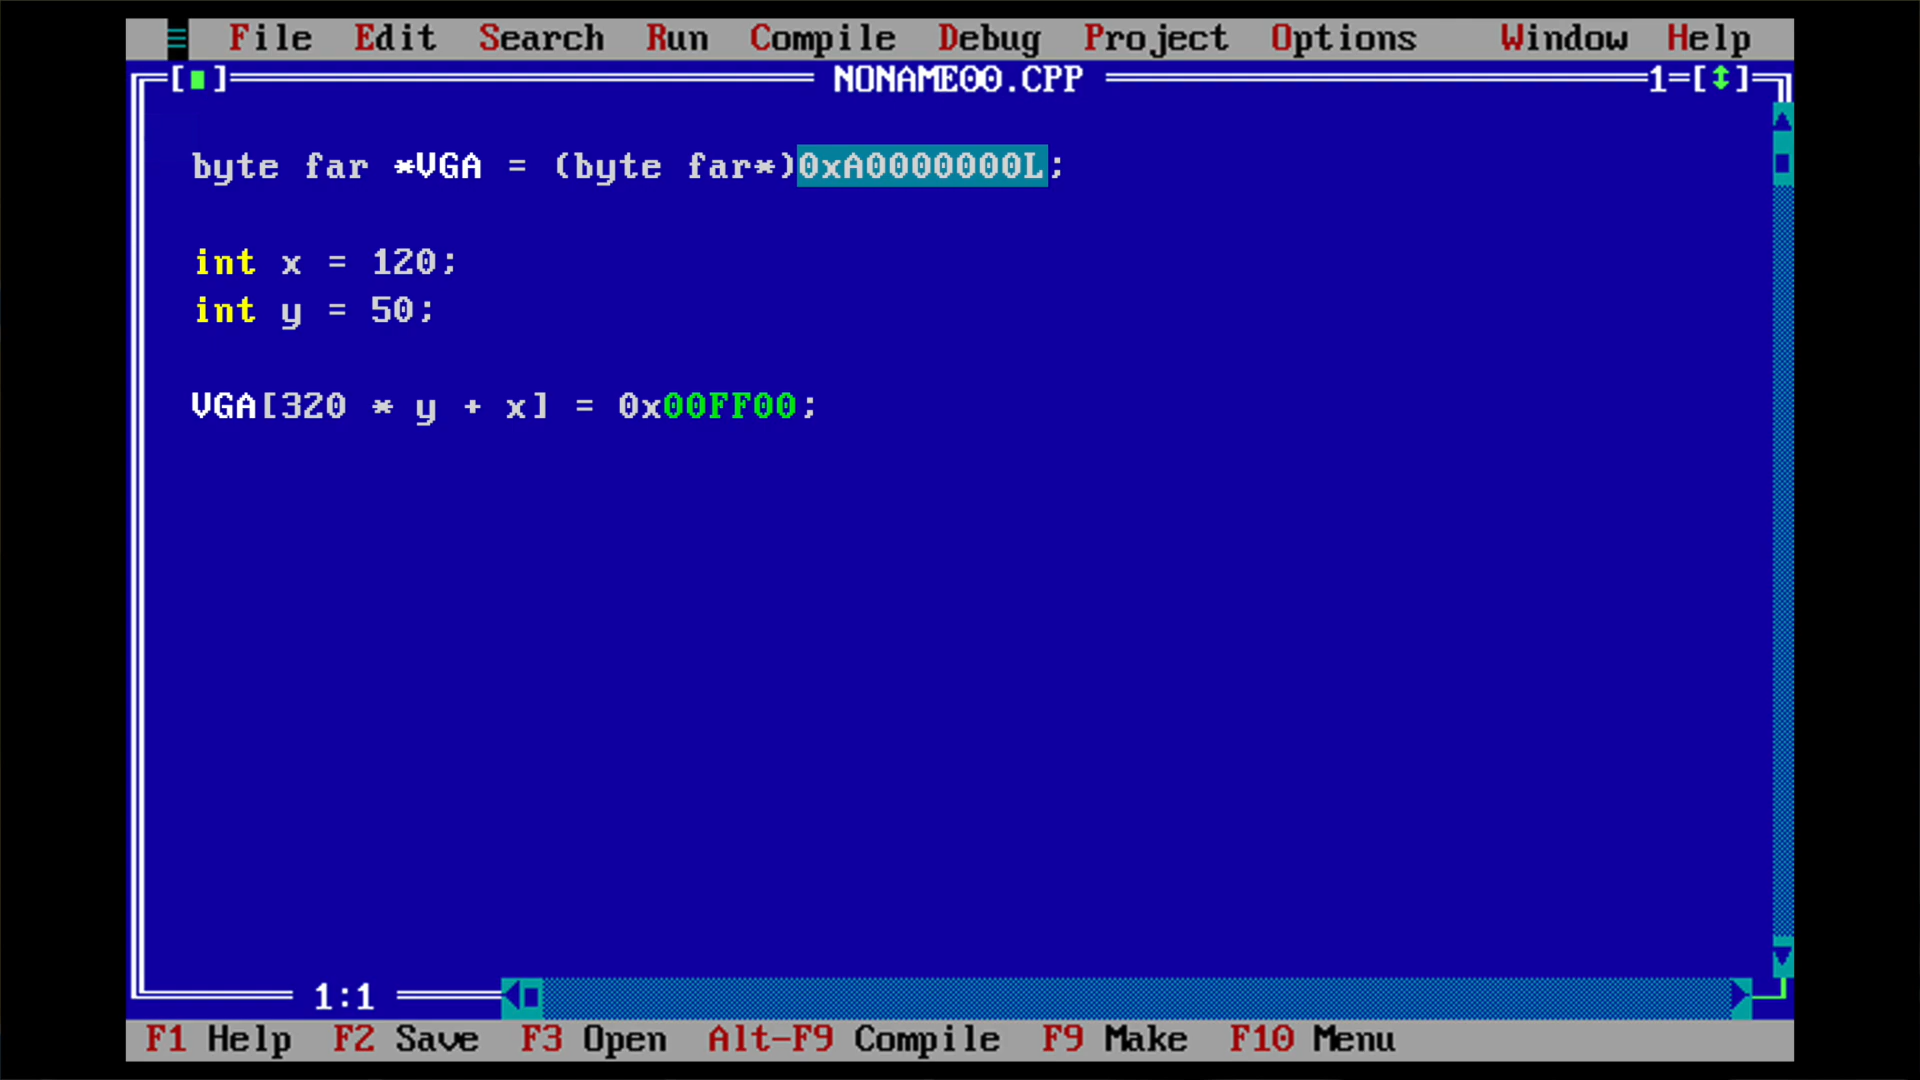 ≡ File Edit Search Run Compile Debug Project Options Window Help
[■] NONAME00.CPP 1=[↕]
byte far *VGA = (byte far*)0xA0000000L;
int x = 120;
int y = 50;
VGA[320 * y + x] = 0x00FF00;
1:1
F1 Help F2 Save F3 Open Alt-F9 Compile F9 Make F10 Menu